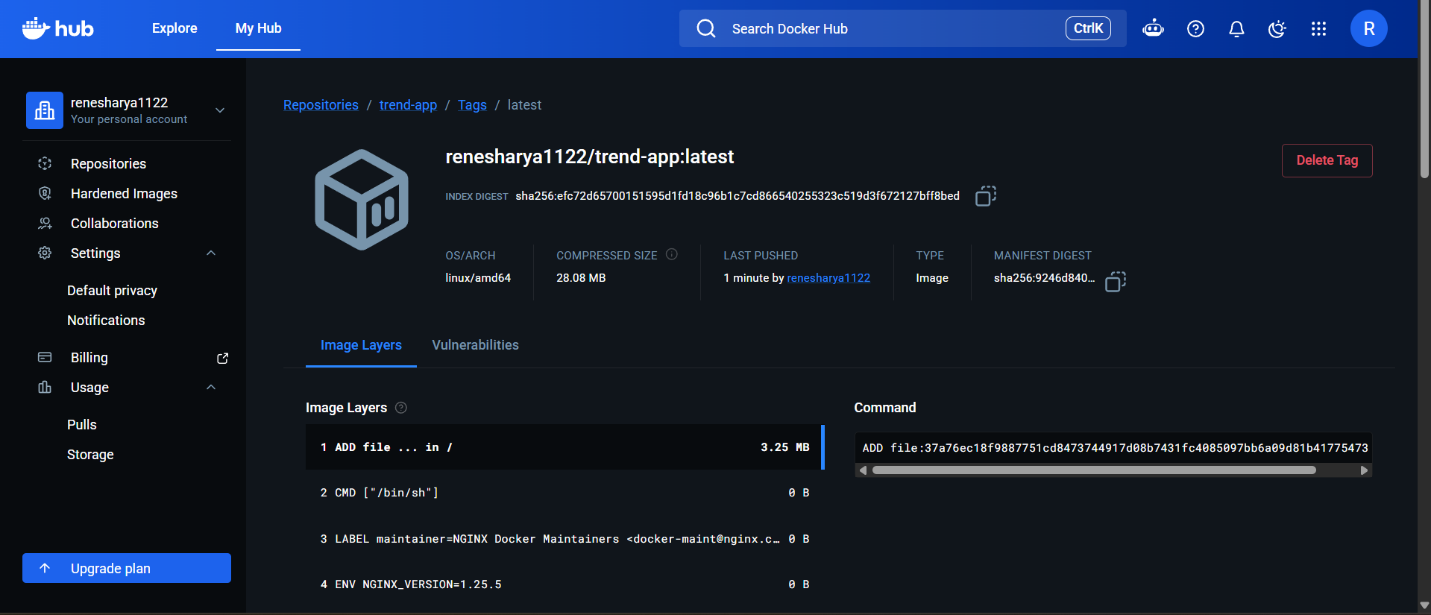 hub
Explore
My Hub
Search Docker Hub
CtrlK
R
renesharya1122
Your personal account
Repositories
Hardened Images
Collaborations
Settings
Default privacy
Notifications
Billing
Usage
Pulls
Storage
Upgrade plan
Repositories / trend-app / Tags / latest
renesharya1122/trend-app:latest
Delete Tag
INDEX DIGEST sha256:efc72d65700151595d1fd18c96b1c7cd866540255323c519d3f672127bff8bed
OS/ARCH
linux/amd64
COMPRESSED SIZE
28.08 MB
LAST PUSHED
1 minute by renesharya1122
TYPE
Image
MANIFEST DIGEST
sha256:9246d840...
Image Layers
Vulnerabilities
Image Layers
1 ADD file ... in / 3.25 MB
2 CMD ["/bin/sh"] 0 B
3 LABEL maintainer=NGINX Docker Maintainers <docker-maint@nginx.c... 0 B
4 ENV NGINX_VERSION=1.25.5 0 B
Command
ADD file:37a76ec18f9887751cd8473744917d08b7431fc4085097bb6a09d81b41775473